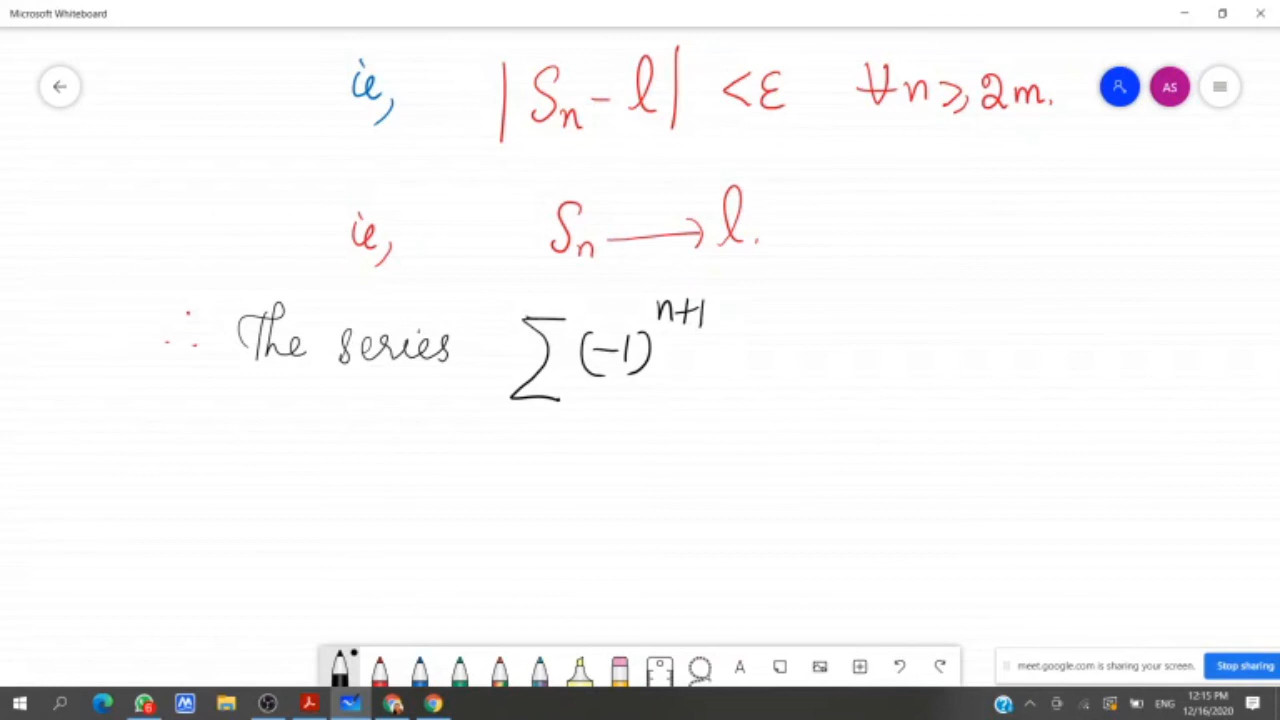 Microsoft Whiteboard
ie, |Sn - l| < ε ∀n ⩾ 2m.
AS
ie, Sn ⟶ l.
∴ The series ∑ (-1)^{n+1}
A
meet.google.com is sharing your screen.
Stop sharing
6
ENG
12:15 PM
12/16/2020